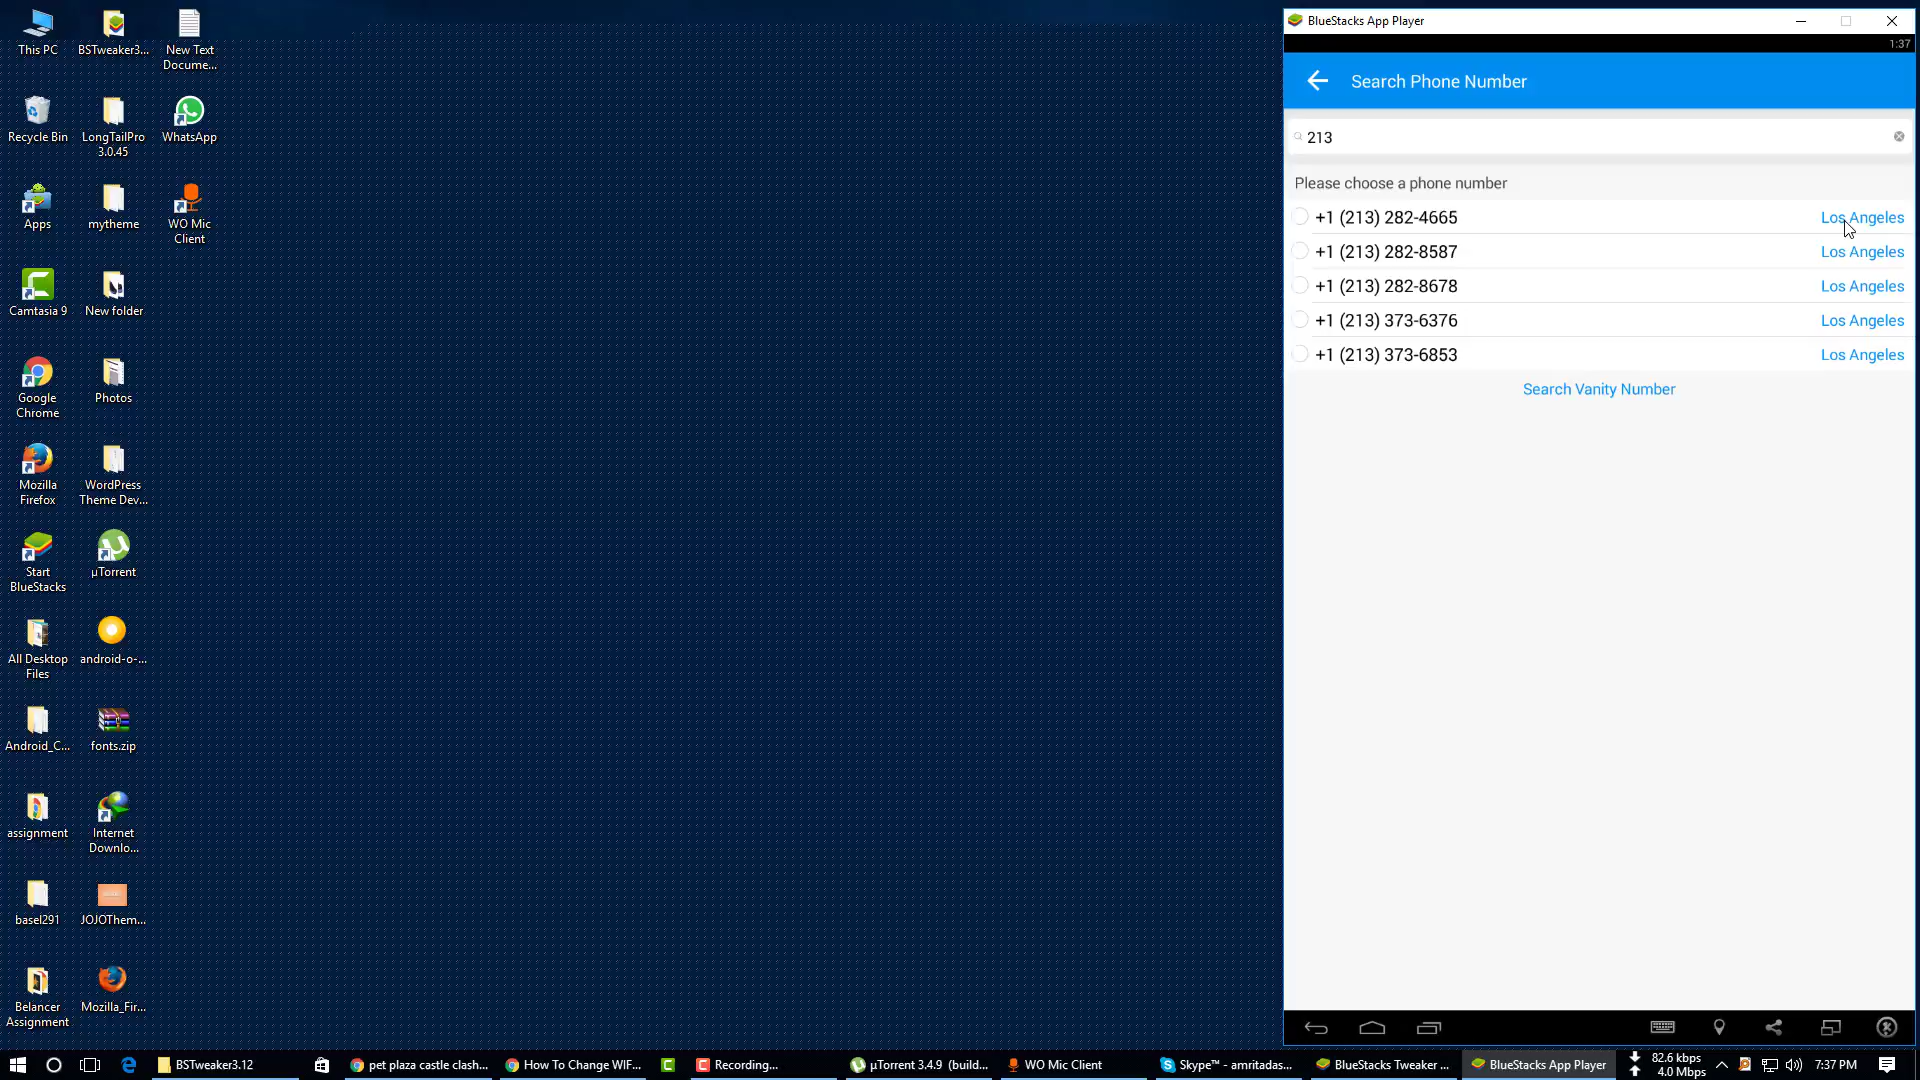 This PC
BSTweaker3...
New Text
Docume...
Recycle Bin
LongTailPro
3.0.45
WhatsApp
Apps
mytheme
WO Mic
Client
Camtasia 9
New folder
Google
Chrome
Photos
Mozilla
Firefox
WordPress
Theme Dev...
Start
BlueStacks
µTorrent
All Desktop
Files
android-o-...
Android_C...
fonts.zip
assignment
Internet
Downlo...
basel291
JOJOThem...
Belancer
Assignment
Mozilla_Fir...
BlueStacks App Player
1:37
Search Phone Number
213
Please choose a phone number
+1 (213) 282-4665 Los Angeles
+1 (213) 282-8587 Los Angeles
+1 (213) 282-8678 Los Angeles
+1 (213) 373-6376 Los Angeles
+1 (213) 373-6853 Los Angeles
Search Vanity Number
BSTweaker3.12
pet plaza castle clash...
How To Change WIF...
Recording...
µTorrent 3.4.9 (build...
WO Mic Client
Skype™ - amritadas...
BlueStacks Tweaker ...
BlueStacks App Player
82.6 kbps
4.0 Mbps
7:37 PM